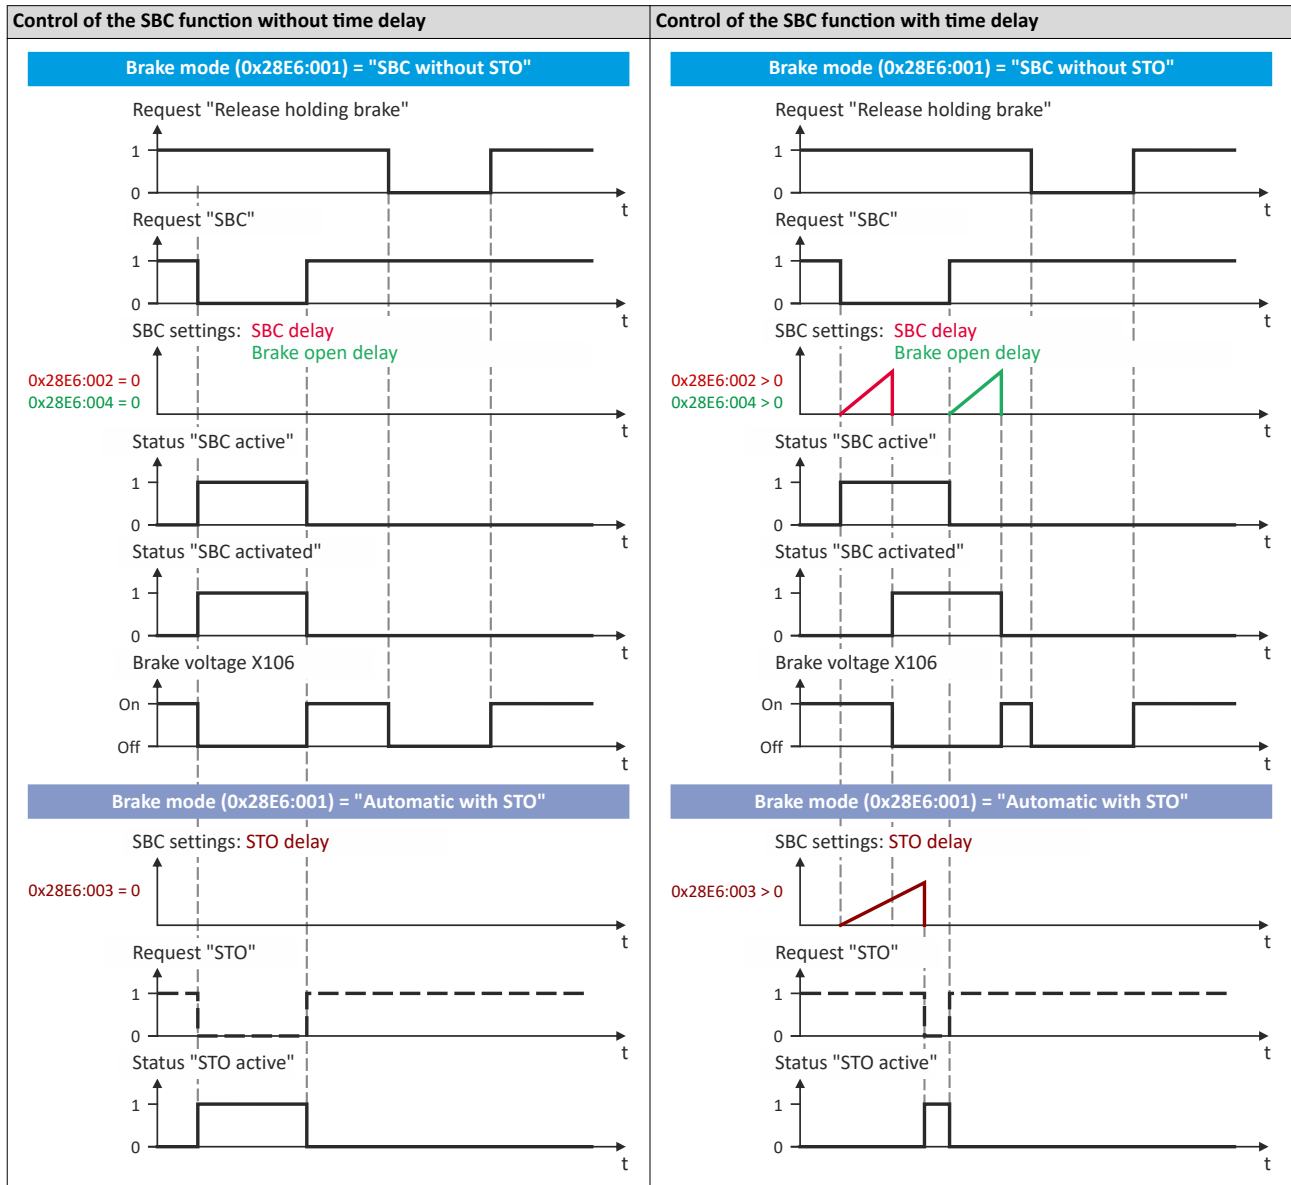 Control of the SBC function without time delay
Brake mode (0x28E6:001) = "SBC without STO"
Request "Release holding brake"
1
0
t
Request "SBC"
1
0
t
SBC settings: SBC delay
Brake open delay
0x28E6:002 = 0
0x28E6:004 = 0
t
Status "SBC active"
1
0
t
Status "SBC activated"
1
0
t
Brake voltage X106
On
Off
t
Brake mode (0x28E6:001) = "Automatic with STO"
SBC settings: STO delay
0x28E6:003 = 0
t
Request "STO"
1
0
t
Status "STO active"
1
0
t
Control of the SBC function with time delay
Brake mode (0x28E6:001) = "SBC without STO"
Request "Release holding brake"
1
0
t
Request "SBC"
1
0
t
SBC settings: SBC delay
Brake open delay
0x28E6:002 > 0
0x28E6:004 > 0
t
Status "SBC active"
1
0
t
Status "SBC activated"
1
0
t
Brake voltage X106
On
Off
t
Brake mode (0x28E6:001) = "Automatic with STO"
SBC settings: STO delay
0x28E6:003 > 0
t
Request "STO"
1
0
t
Status "STO active"
1
0
t